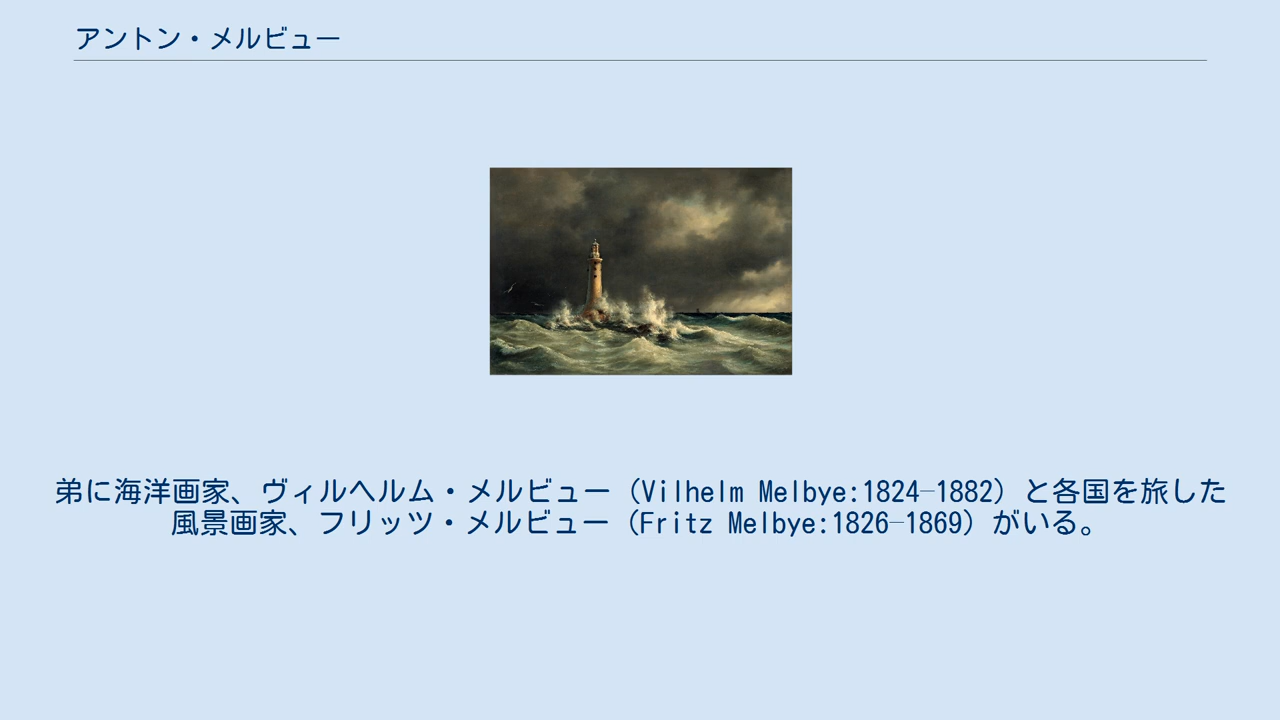 アントン・メルビュー
弟に海洋画家、ヴィルヘルム・メルビュー（Vilhelm Melbye:1824–1882）と各国を旅した
風景画家、フリッツ・メルビュー（Fritz Melbye:1826–1869）がいる。